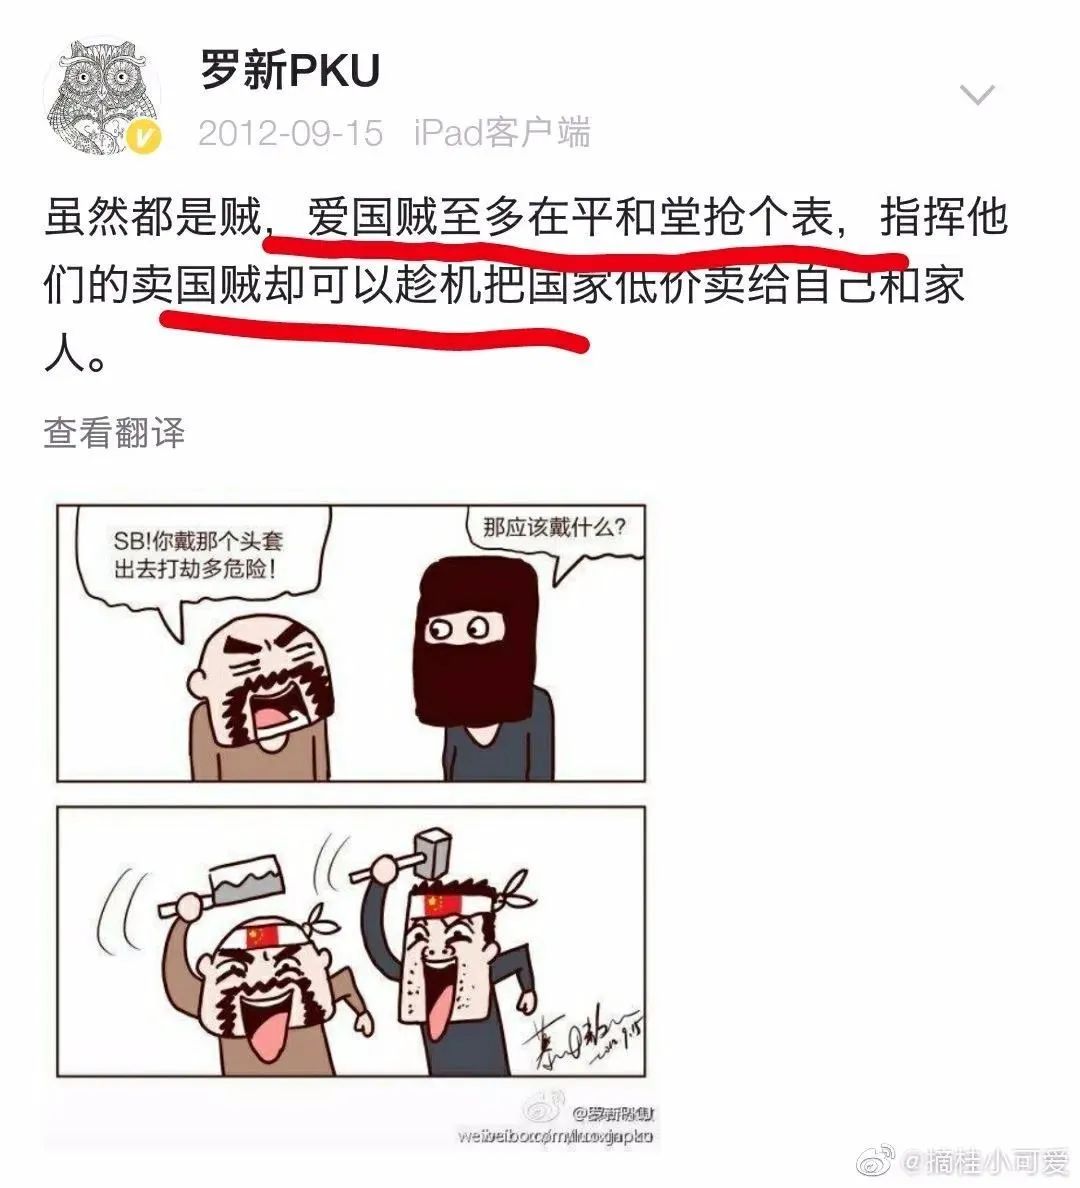 罗新PKU
2012-09-15 iPad客户端
虽然都是贼，爱国贼至多在平和堂抢个表，指挥他
们的卖国贼却可以趁机把国家低价卖给自己和家
人。
查看翻译
SB!你戴那个头套
出去打劫多危险!
那应该戴什么?
@摘桂小可爱